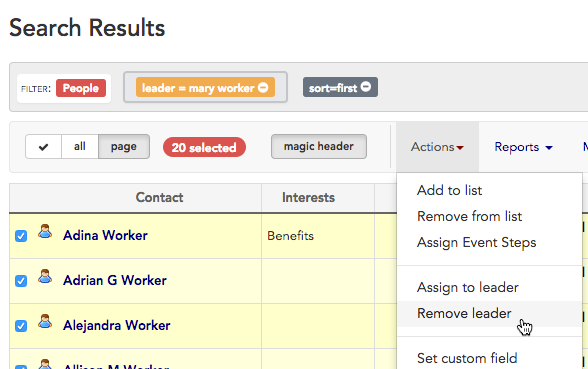 Search Results
FILTER: People leader = mary worker sort=first
all page 20 selected magic header Actions Reports
Contact Interests
Add to list
Remove from list
Assign Event Steps
Assign to leader
Remove leader
Set custom field
Adina Worker Benefits
Adrian G Worker
Alejandra Worker
Allison M Worker